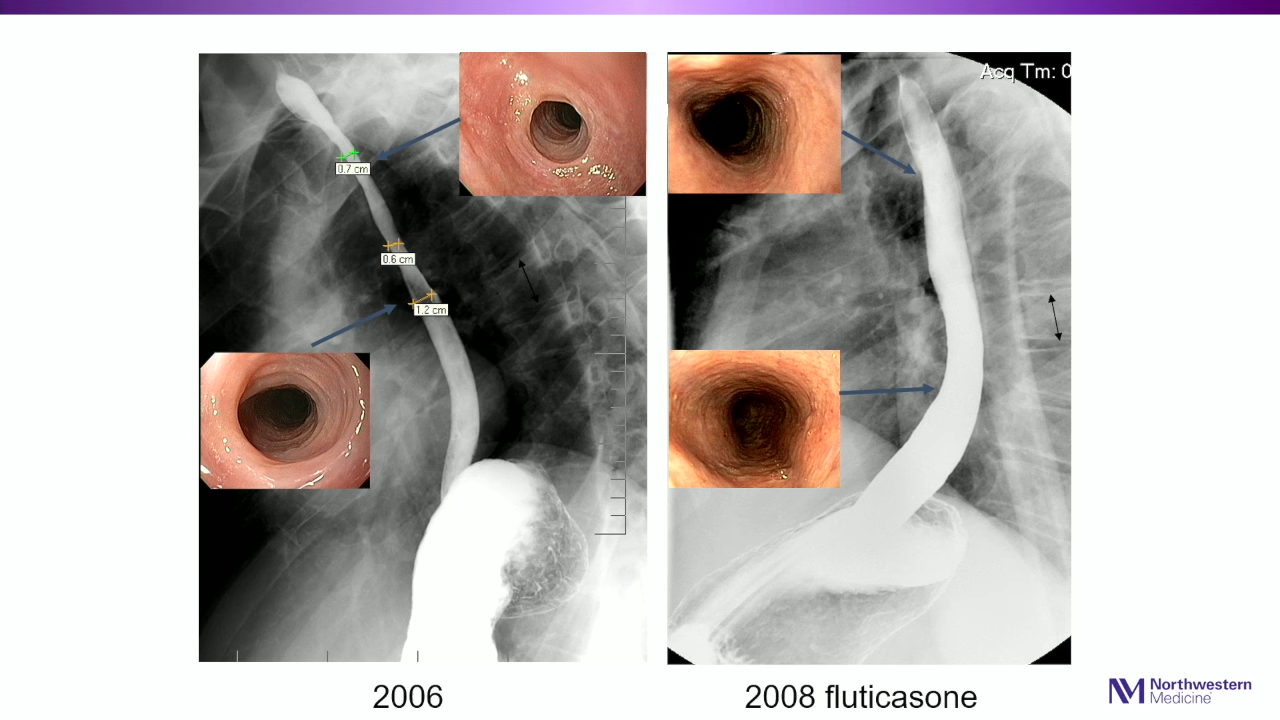 Acq Tm: 0
0.7 cm
0.6 cm
1.2 cm
2006
2008 fluticasone
Northwestern
Medicine